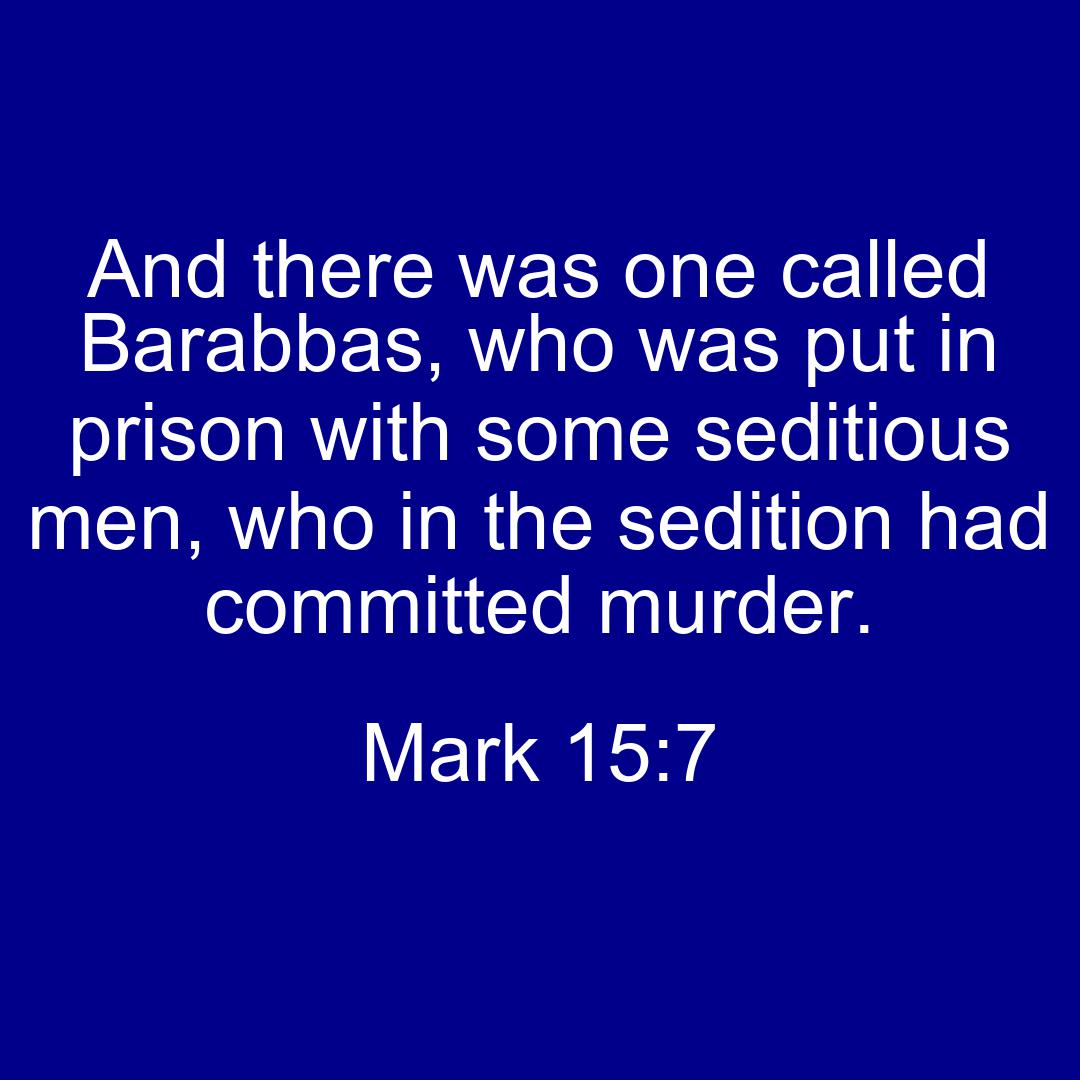 And there was one called
Barabbas, who was put in
prison with some seditious
men, who in the sedition had
committed murder.
Mark 15:7